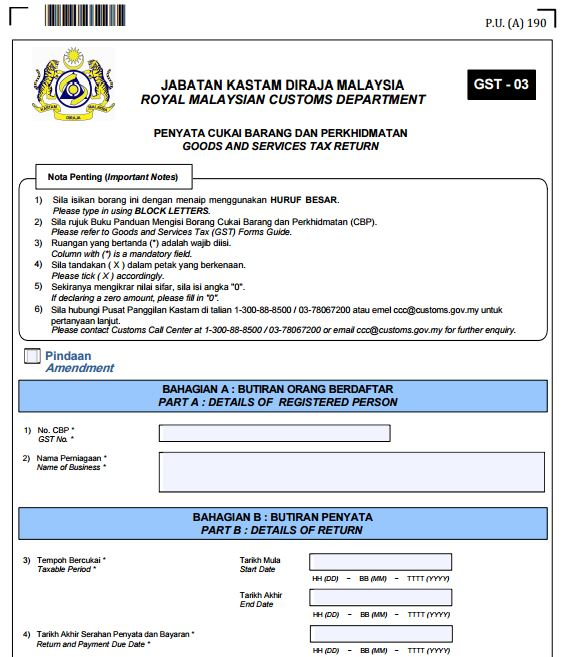 P.U. (A) 190
JABATAN KASTAM DIRAJA MALAYSIA
ROYAL MALAYSIAN CUSTOMS DEPARTMENT
GST - 03
KASTAM DIRAJA MALAYSIA
PENYATA CUKAI BARANG DAN PERKHIDMATAN
GOODS AND SERVICES TAX RETURN
Nota Penting (Important Notes)
1) Sila isikan borang ini dengan menaip menggunakan HURUF BESAR.
Please type in using BLOCK LETTERS.
2) Sila rujuk Buku Panduan Mengisi Borang Cukai Barang dan Perkhidmatan (CBP).
Please refer to Goods and Services Tax (GST) Forms Guide.
3) Ruangan yang bertanda (*) adalah wajib diisi.
Column with (*) is a mandatory field.
4) Sila tandakan ( X ) dalam petak yang berkenaan.
Please tick ( X ) accordingly.
5) Sekiranya mengikrar nilai sifar, sila isi angka "0".
If declaring a zero amount, please fill in "0".
6) Sila hubungi Pusat Panggilan Kastam di talian 1-300-88-8500 / 03-78067200 atau emel ccc@customs.gov.my untuk
pertanyaan lanjut.
Please contact Customs Call Center at 1-300-88-8500 / 03-78067200 or email ccc@customs.gov.my for further enquiry.
Pindaan
Amendment
BAHAGIAN A : BUTIRAN ORANG BERDAFTAR
PART A : DETAILS OF REGISTERED PERSON
1) No. CBP *
GST No. *
2) Nama Perniagaan *
Name of Business *
BAHAGIAN B : BUTIRAN PENYATA
PART B : DETAILS OF RETURN
3) Tempoh Bercukai *
Taxable Period *
Tarikh Mula
Start Date
HH (DD) - BB (MM) - TTTT (YYYY)
Tarikh Akhir
End Date
HH (DD) - BB (MM) - TTTT (YYYY)
4) Tarikh Akhir Serahan Penyata dan Bayaran *
Return and Payment Due Date *
HH (DD) - BB (MM) - TTTT (YYYY)